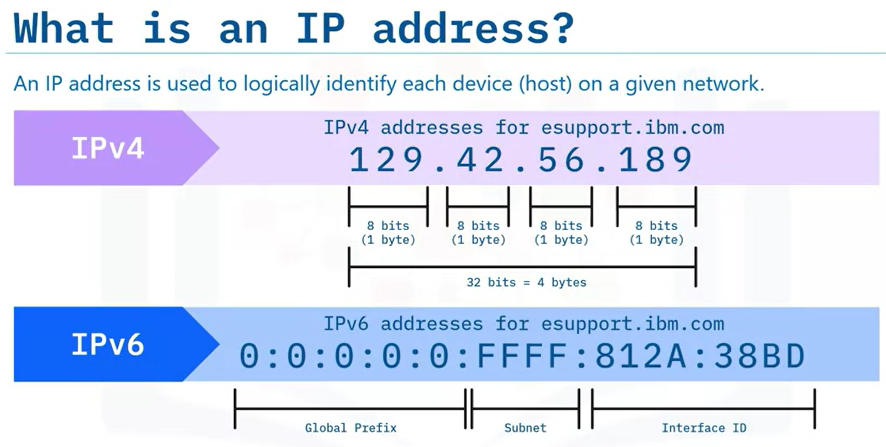 What is an IP address?
An IP address is used to logically identify each device (host) on a given network.
IPv4
IPv4 addresses for esupport.ibm.com
129.42.56.189
8 bits
(1 byte)
8 bits
(1 byte)
8 bits
(1 byte)
8 bits
(1 byte)
32 bits = 4 bytes
IPv6
IPv6 addresses for esupport.ibm.com
0:0:0:0:0:FFFF:812A:38BD
Global Prefix
Subnet
Interface ID